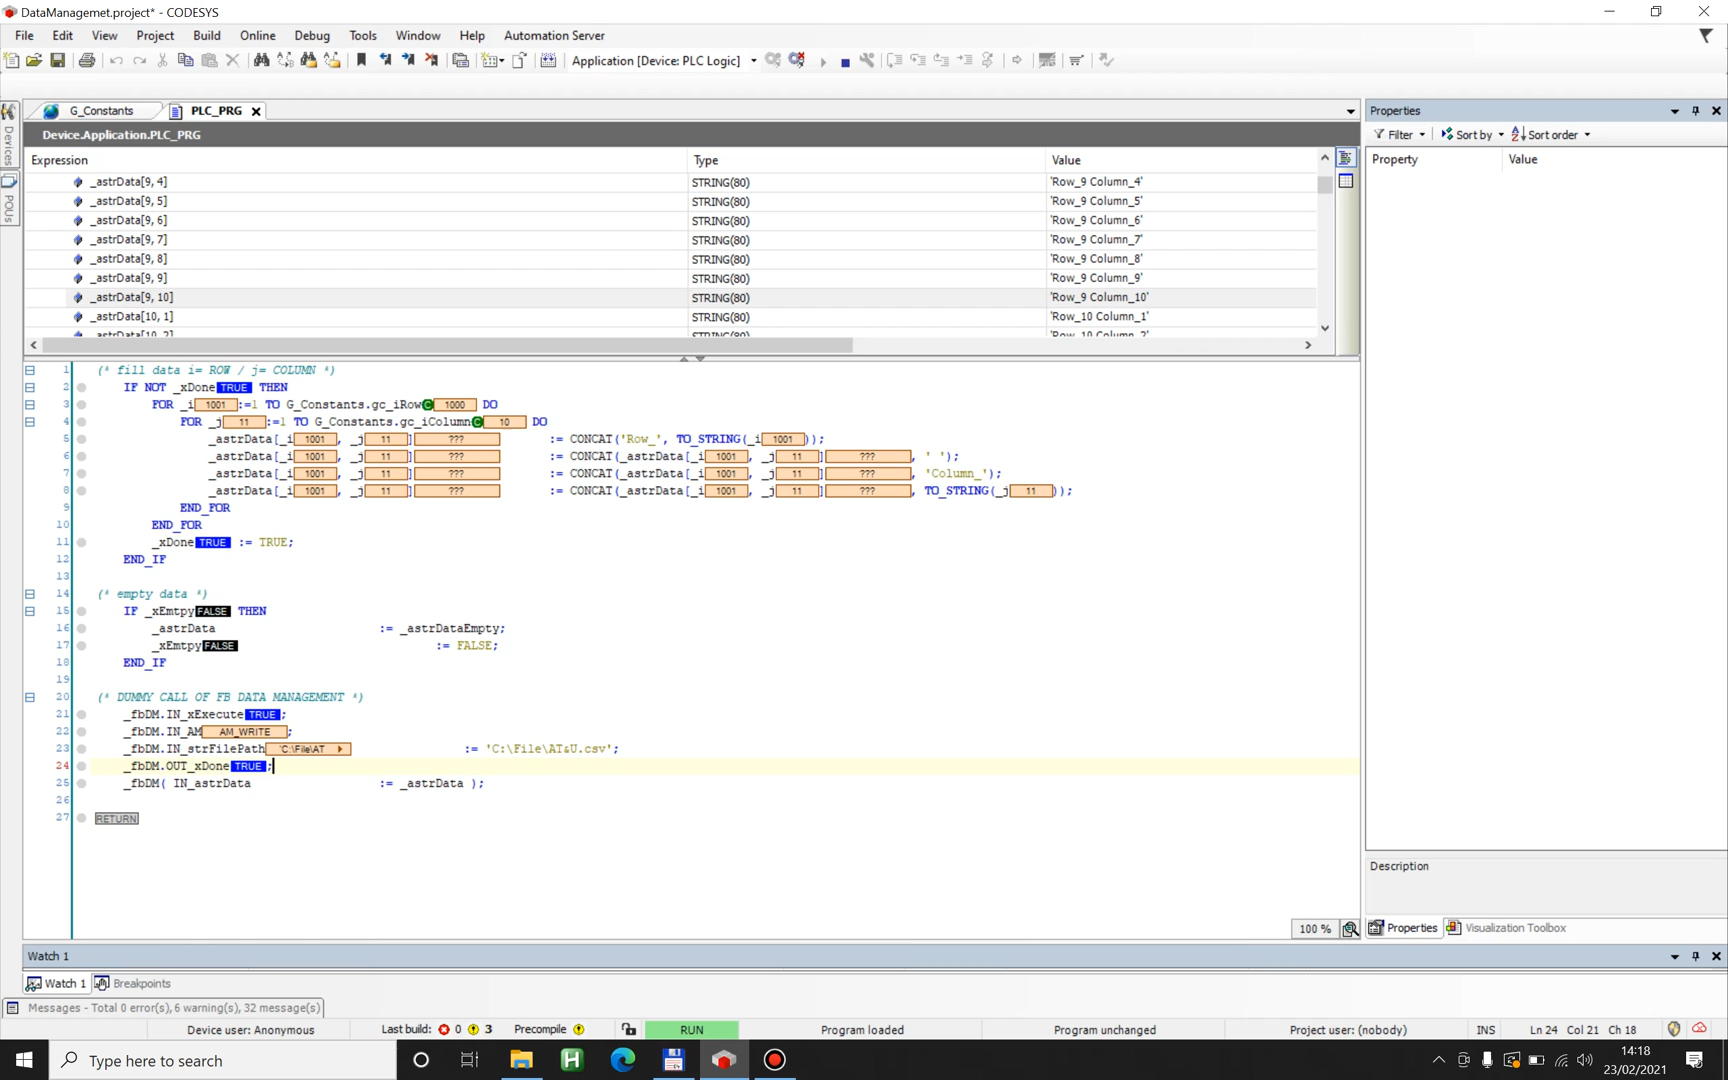 DataManagemet.project* - CODESYS
File Edit View Project Build Online Debug Tools Window Help Automation Server
Application [Device: PLC Logic]
G_Constants PLC_PRG
Properties
Device.Application.PLC_PRG
Filter Sort by Sort order
Expression Type Value
Property Value
_astrData[9, 4] STRING(80) 'Row_9 Column_4'
_astrData[9, 5] STRING(80) 'Row_9 Column_5'
_astrData[9, 6] STRING(80) 'Row_9 Column_6'
_astrData[9, 7] STRING(80) 'Row_9 Column_7'
_astrData[9, 8] STRING(80) 'Row_9 Column_8'
_astrData[9, 9] STRING(80) 'Row_9 Column_9'
_astrData[9, 10] STRING(80) 'Row_9 Column_10'
_astrData[10, 1] STRING(80) 'Row_10 Column_1'
_astrData[10, 2] STRING(80) 'Row_10 Column_2'
Devices
POUs
1 (* fill data i= ROW / j= COLUMN *)
2 IF NOT _xDone TRUE THEN
3 FOR _i 1001 :=1 TO G_Constants.gc_iRow C 1000 DO
4 FOR _j 11 :=1 TO G_Constants.gc_iColumn C 10 DO
5 _astrData[_i 1001 , _j 11 ] ??? := CONCAT('Row_', TO_STRING(_i 1001 ));
6 _astrData[_i 1001 , _j 11 ] ??? := CONCAT(_astrData[_i 1001 , _j 11 ] ??? , ' ');
7 _astrData[_i 1001 , _j 11 ] ??? := CONCAT(_astrData[_i 1001 , _j 11 ] ??? , 'Column_');
8 _astrData[_i 1001 , _j 11 ] ??? := CONCAT(_astrData[_i 1001 , _j 11 ] ??? , TO_STRING(_j 11 ));
9 END_FOR
10 END_FOR
11 _xDone TRUE := TRUE;
12 END_IF
13
14 (* empty data *)
15 IF _xEmtpy FALSE THEN
16 _astrData := _astrDataEmpty;
17 _xEmtpy FALSE := FALSE;
18 END_IF
19
20 (* DUMMY CALL OF FB DATA MANAGEMENT *)
21 _fbDM.IN_xExecute TRUE ;
22 _fbDM.IN_AM AM_WRITE ;
23 _fbDM.IN_strFilePath 'C:\File\AT := 'C:\File\AT&U.csv';
24 _fbDM.OUT_xDone TRUE ;
25 _fbDM( IN_astrData := _astrData );
26
27 RETURN
Description
100 %
Properties Visualization Toolbox
Watch 1
Watch 1 Breakpoints
Messages - Total 0 error(s), 6 warning(s), 32 message(s)
Device user: Anonymous Last build: 0 3 Precompile RUN Program loaded Program unchanged Project user: (nobody) INS Ln 24 Col 21 Ch 18
Type here to search
14:18
23/02/2021